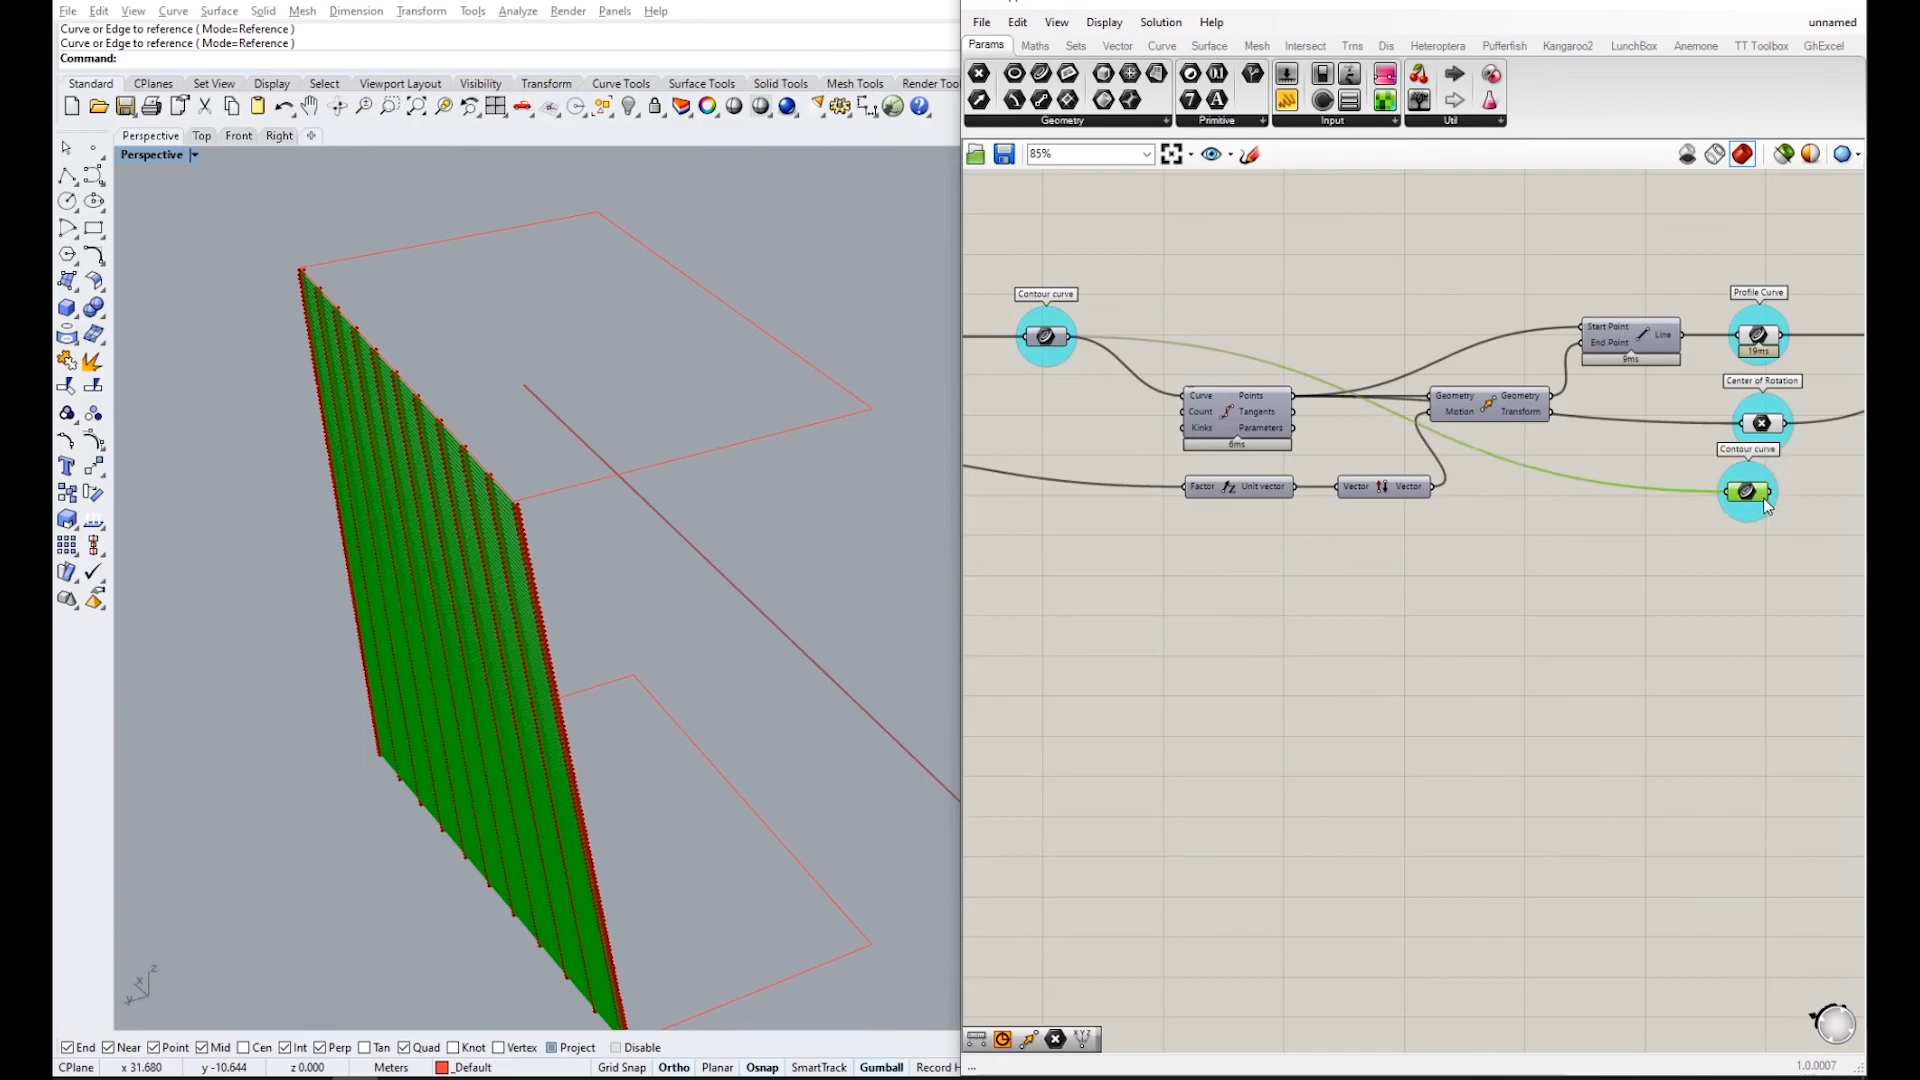 File Edit View Curve Surface Solid Mesh Dimension Transform Tools Analyze Render Panels Help
Curve or Edge to reference ( Mode=Reference )
Curve or Edge to reference ( Mode=Reference )
Command:
Standard CPlanes Set View Display Select Viewport Layout Visibility Transform Curve Tools Surface Tools Solid Tools Mesh Tools Render Too
Perspective Top Front Right
Perspective
z
x
y
End Near Point Mid Cen Int Perp Tan Quad Knot Vertex Project Disable
CPlane x 31.680 y -10.644 z 0.000 Meters _Default Grid Snap Ortho Planar Osnap SmartTrack Gumball Record H
File Edit View Display Solution Help unnamed
Params Maths Sets Vector Curve Surface Mesh Intersect Trns Dis Heteroptera Pufferfish Kangaroo2 LunchBox Anemone TT Toolbox GhExcel
Geometry Primitive Input Util
85%
Contour curve
Curve Points
Count Tangents
Kinks Parameters
6ms
Factor Unit vector
Vector Vector
Geometry Geometry
Motion Transform
Start Point Line
End Point
9ms
Profile Curve
19ms
Center of Rotation
Contour curve
...
1.0.0007